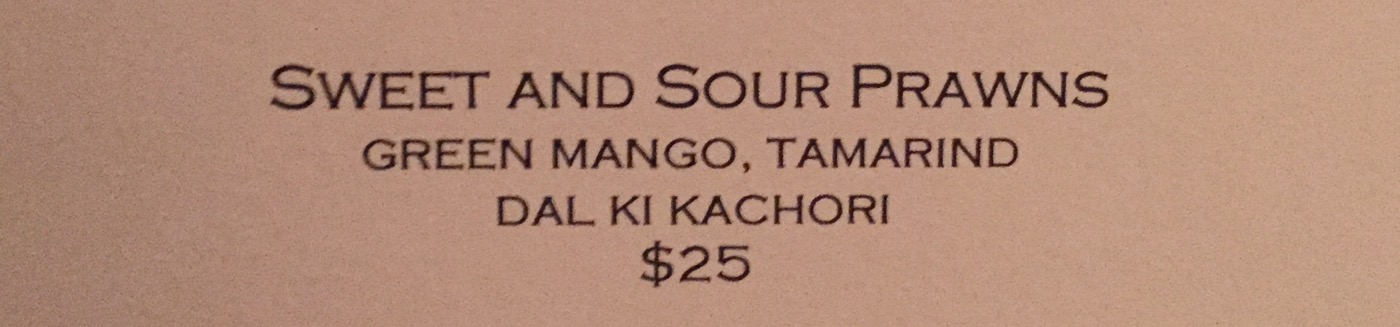 SWEET AND SOUR PRAWNS
GREEN MANGO, TAMARIND
DAL KI KACHORI
$25